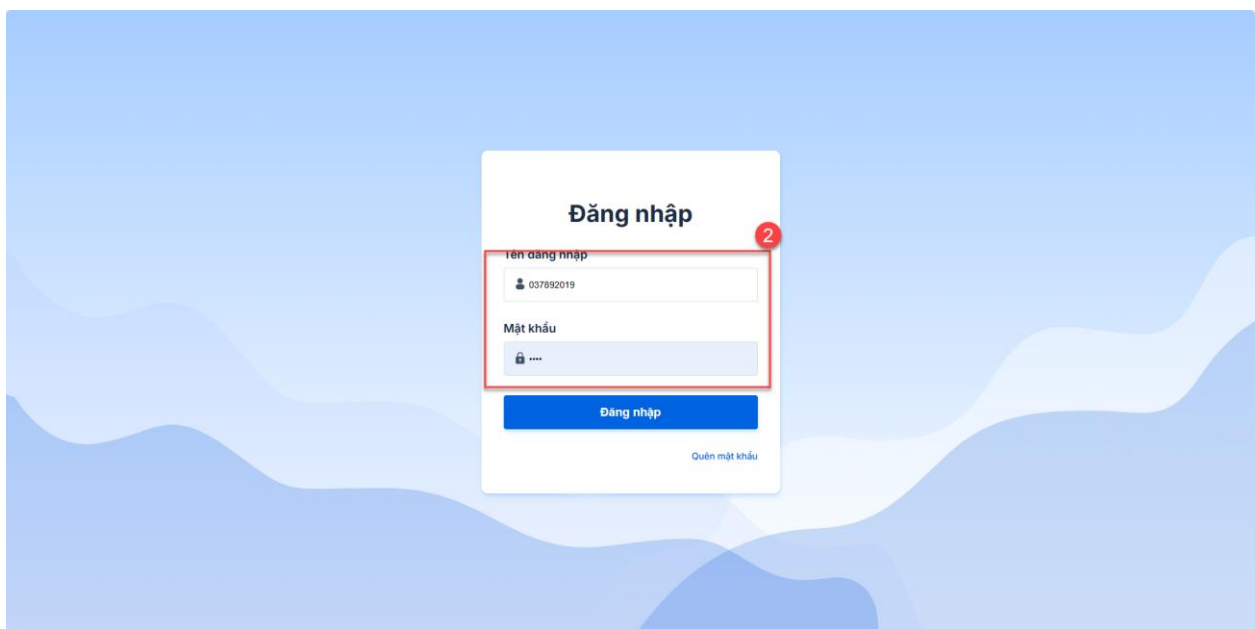 Đăng nhập
2
Tên đăng nhập
037892019
Mật khẩu
••••
Đăng nhập
Quên mật khẩu